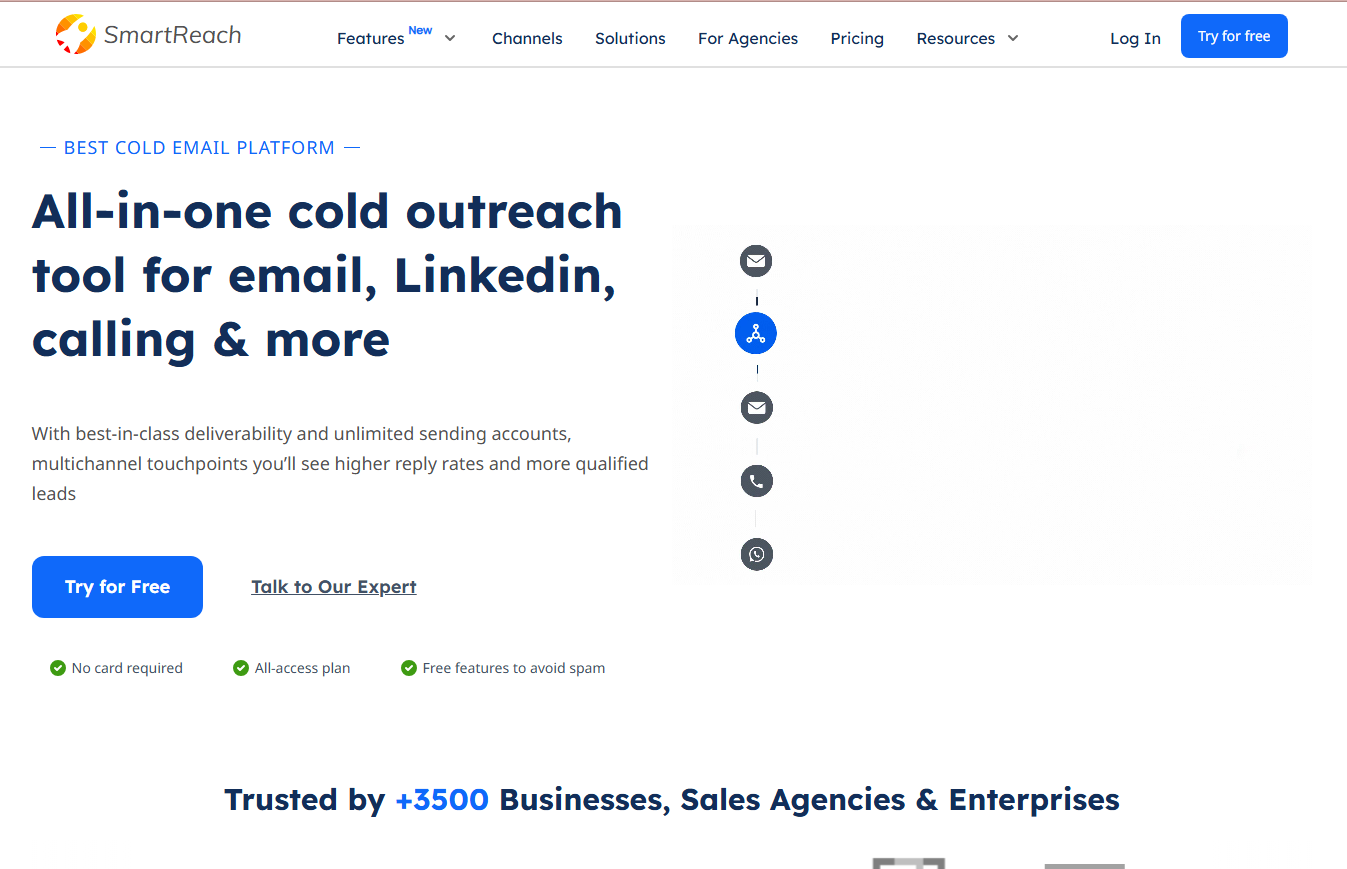 SmartReach
Features New
Channels
Solutions
For Agencies
Pricing
Resources
Log In
Try for free
— BEST COLD EMAIL PLATFORM —
All-in-one cold outreach
tool for email, Linkedin,
calling & more
With best-in-class deliverability and unlimited sending accounts,
multichannel touchpoints you’ll see higher reply rates and more qualified
leads
Try for Free
Talk to Our Expert
No card required
All-access plan
Free features to avoid spam
Trusted by +3500 Businesses, Sales Agencies & Enterprises